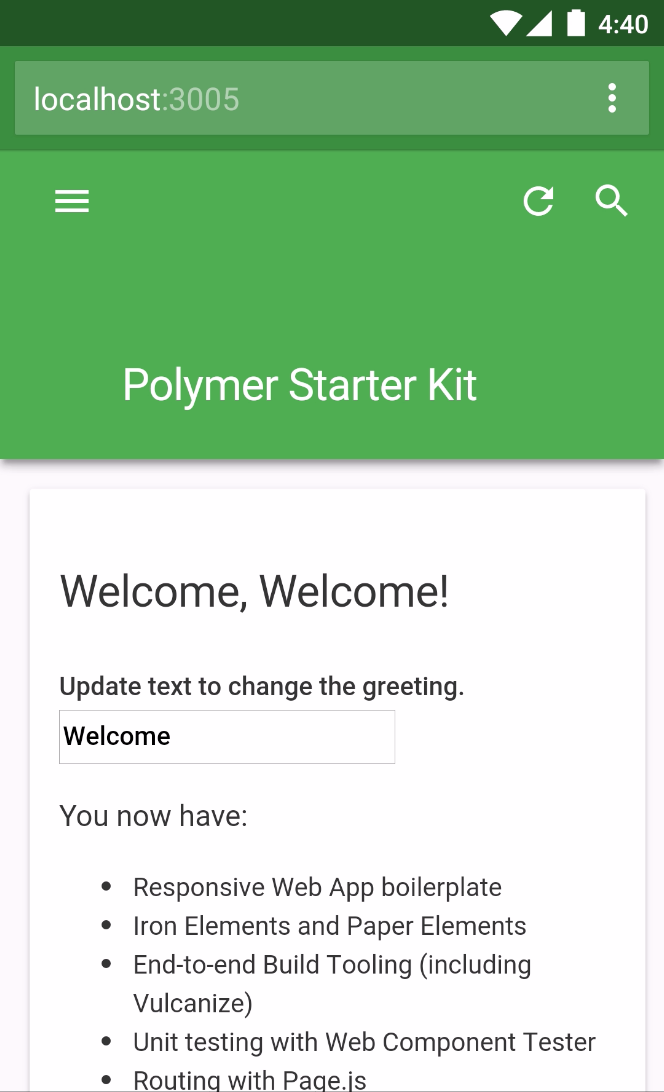 4:40
localhost:3005
Polymer Starter Kit
Welcome, Welcome!
Update text to change the greeting.
Welcome
You now have:
• Responsive Web App boilerplate
• Iron Elements and Paper Elements
• End-to-end Build Tooling (including
Vulcanize)
• Unit testing with Web Component Tester
• Routing with Page.js